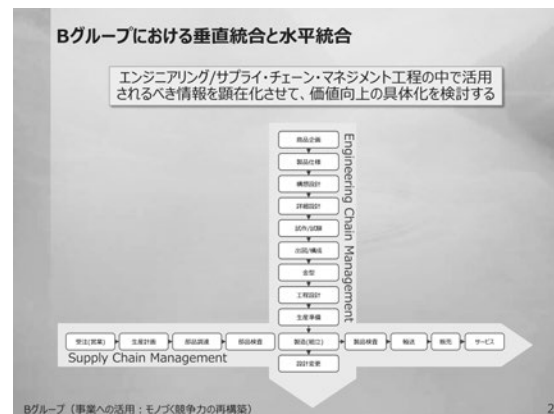 Bグループにおける垂直統合と水平統合
エンジニアリング/サプライ・チェーン・マネジメント工程の中で活用
されるべき情報を顕在化させて、価値向上の具体化を検討する
商品企画
製品仕様
構想設計
詳細設計
試作/試験
出図/構成
金型
工程設計
生産準備
Engineering Chain Management
受注(営業)
生産計画
部品調達
部品検査
製造(組立)
製品検査
輸送
販売
サービス
Supply Chain Management
設計変更
Bグループ（事業への活用：モノづくり競争力の再構築）
2